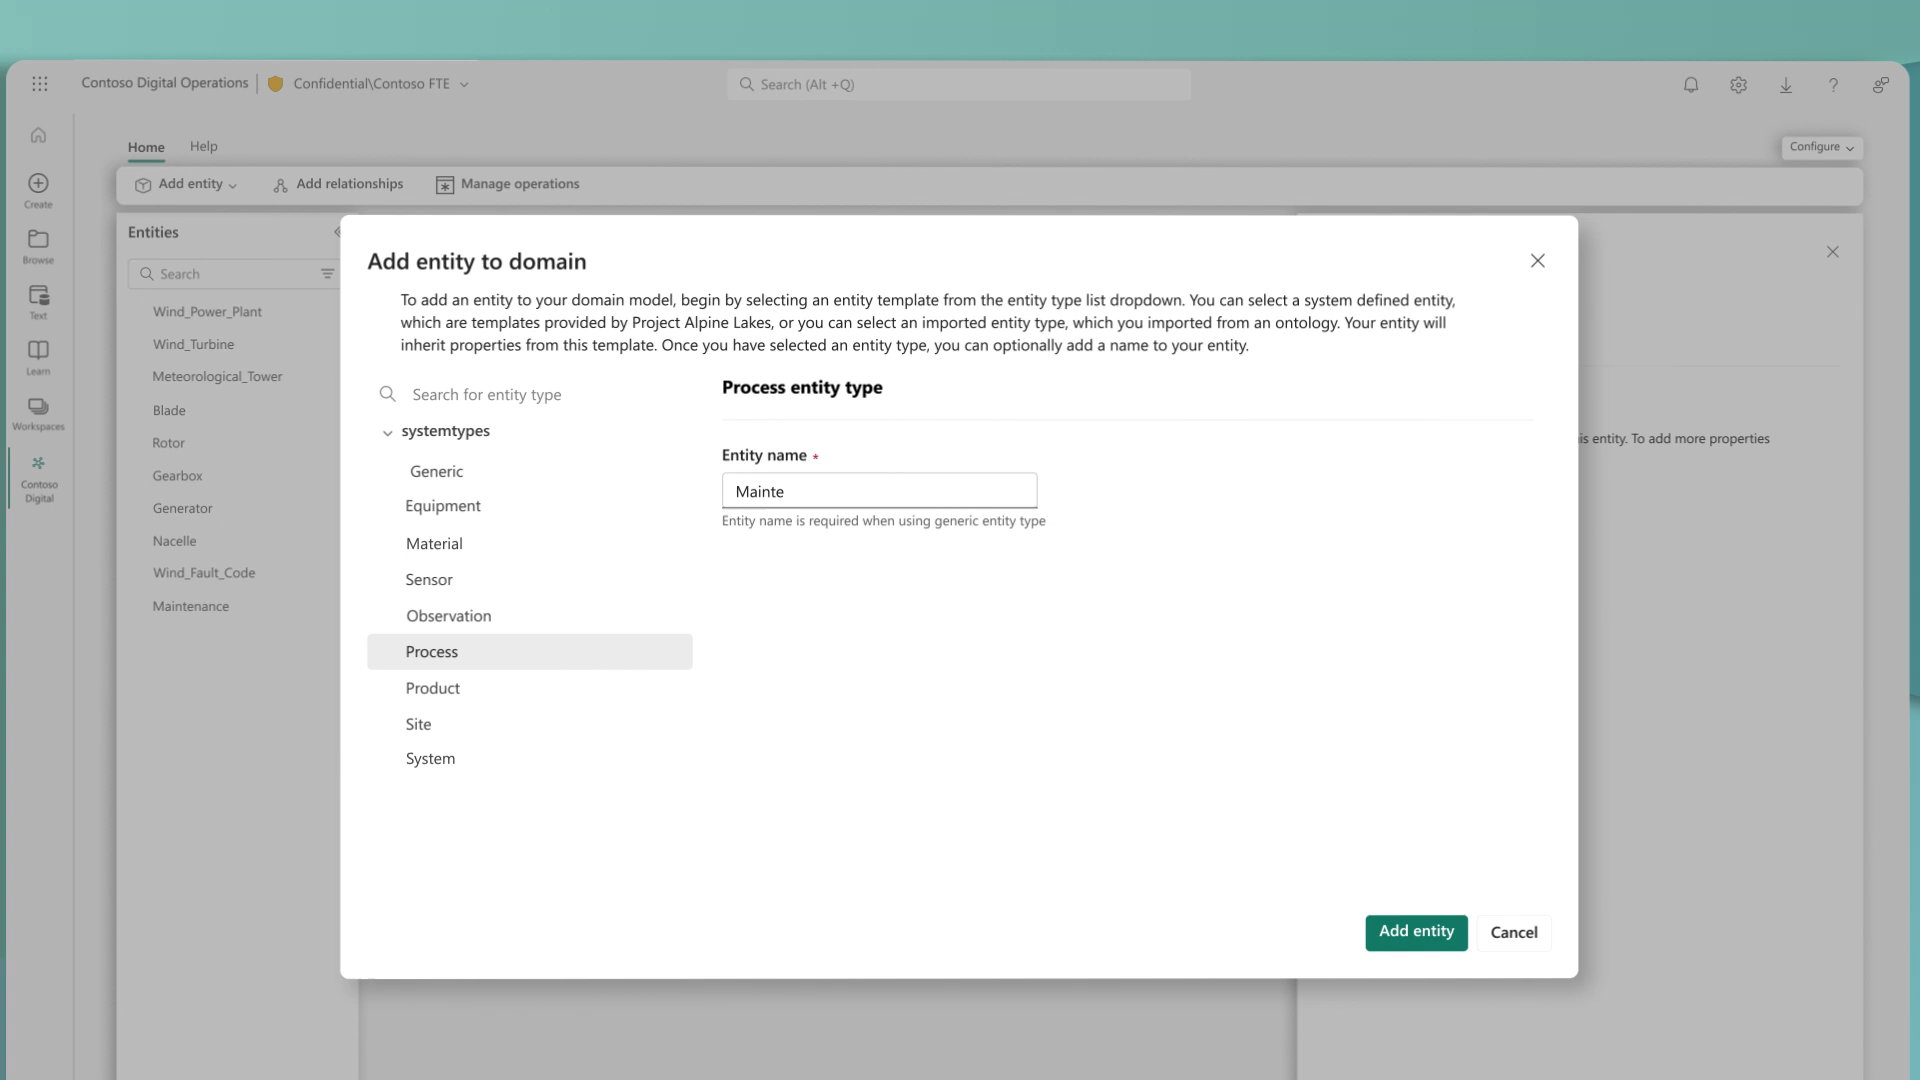 Contoso Digital Operations
Confidential\Contoso FTE
Search (Alt +Q)
Home
Help
Configure
Add entity
Add relationships
Manage operations
Create
Browse
Text
Learn
Workspaces
Contoso
Digital
Entities
Search
Wind_Power_Plant
Wind_Turbine
Meteorological_Tower
Blade
Rotor
Gearbox
Generator
Nacelle
Wind_Fault_Code
Maintenance
Add entity to domain
To add an entity to your domain model, begin by selecting an entity template from the entity type list dropdown. You can select a system defined entity,
which are templates provided by Project Alpine Lakes, or you can select an imported entity type, which you imported from an ontology. Your entity will
inherit properties from this template. Once you have selected an entity type, you can optionally add a name to your entity.
Search for entity type
systemtypes
Generic
Equipment
Material
Sensor
Observation
Process
Product
Site
System
Process entity type
Entity name *
Mainte
Entity name is required when using generic entity type
Add entity
Cancel
is entity. To add more properties